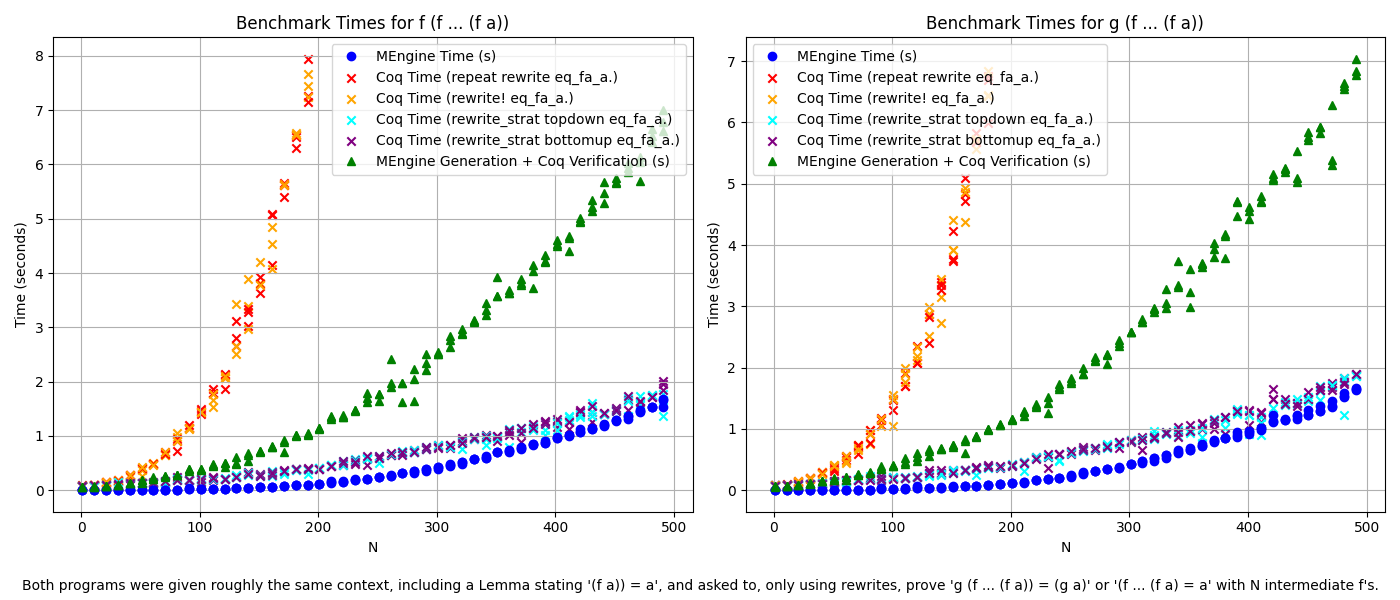 Benchmark Times for f (f ... (f a))
Time (seconds)
8
7
6
5
4
3
2
1
0
MEngine Time (s)
Coq Time (repeat rewrite eq_fa_a.)
Coq Time (rewrite! eq_fa_a.)
Coq Time (rewrite_strat topdown eq_fa_a.)
Coq Time (rewrite_strat bottomup eq_fa_a.)
MEngine Generation + Coq Verification (s)
0 100 200 300 400 500
N
Benchmark Times for g (f ... (f a))
Time (seconds)
7
6
5
4
3
2
1
0
MEngine Time (s)
Coq Time (repeat rewrite eq_fa_a.)
Coq Time (rewrite! eq_fa_a.)
Coq Time (rewrite_strat topdown eq_fa_a.)
Coq Time (rewrite_strat bottomup eq_fa_a.)
MEngine Generation + Coq Verification (s)
0 100 200 300 400 500
N
Both programs were given roughly the same context, including a Lemma stating '(f a)) = a', and asked to, only using rewrites, prove 'g (f ... (f a)) = (g a)' or '(f ... (f a) = a' with N intermediate f's.